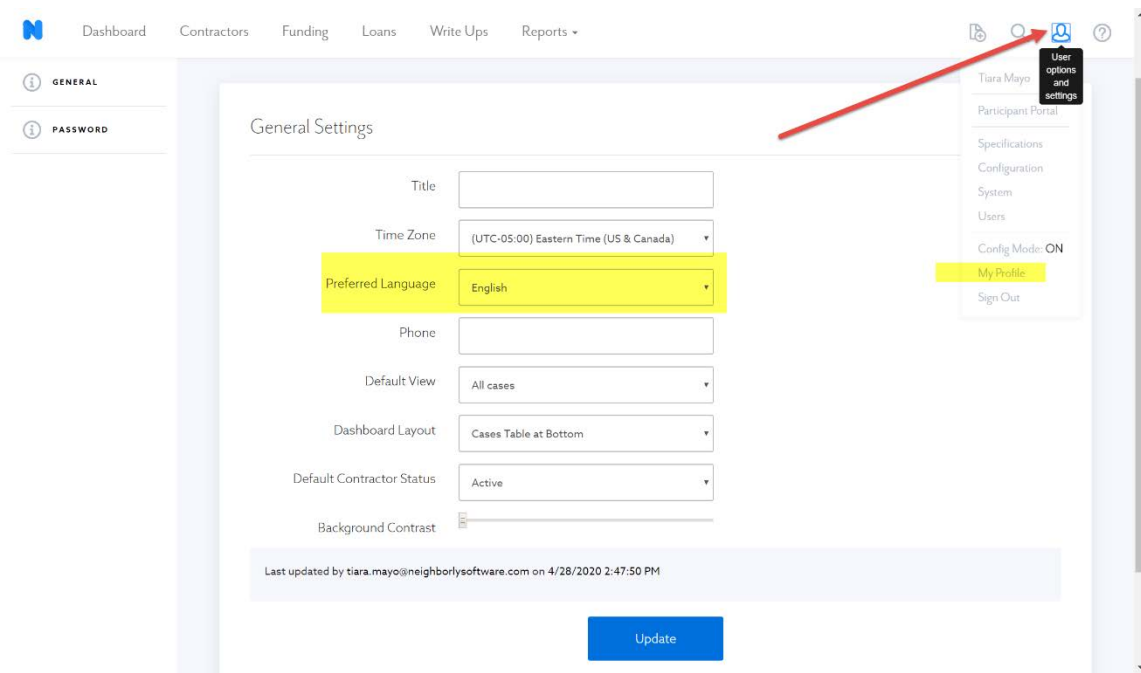 N
Dashboard
Contractors
Funding
Loans
Write Ups
Reports
User
options
and
settings
GENERAL
PASSWORD
Tiara Mayo
Participant Portal
Specifications
Configuration
System
Users
Config Mode: ON
My Profile
Sign Out
General Settings
Title
Time Zone
(UTC-05:00) Eastern Time (US & Canada)
Preferred Language
English
Phone
Default View
All cases
Dashboard Layout
Cases Table at Bottom
Default Contractor Status
Active
Background Contrast
Last updated by tiara.mayo@neighborlysoftware.com on 4/28/2020 2:47:50 PM
Update